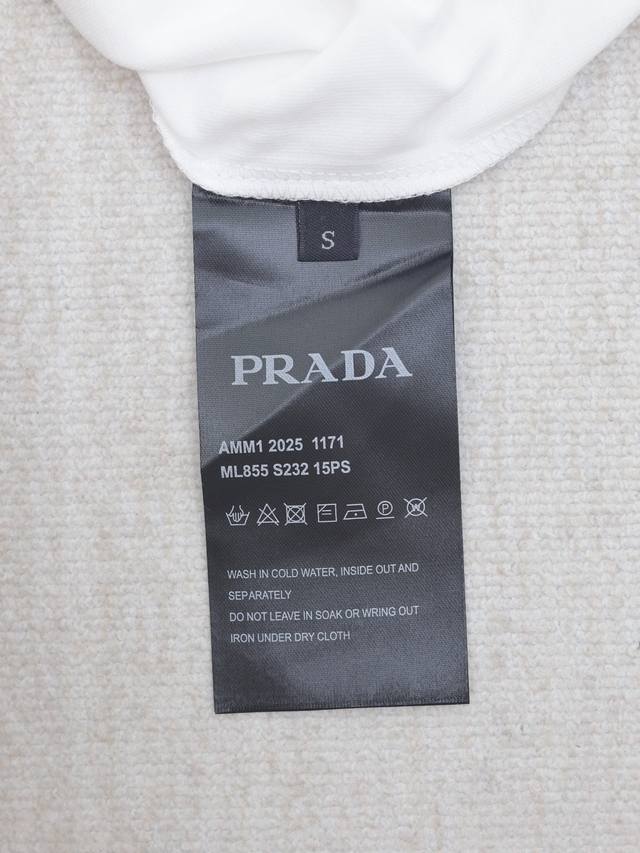 S
PRADA
AMM1 2025 1171
ML855 S232 15PS
P W
WASH IN COLD WATER, INSIDE OUT AND
SEPARATELY
DO NOT LEAVE IN SOAK OR WRING OUT
IRON UNDER DRY CLOTH